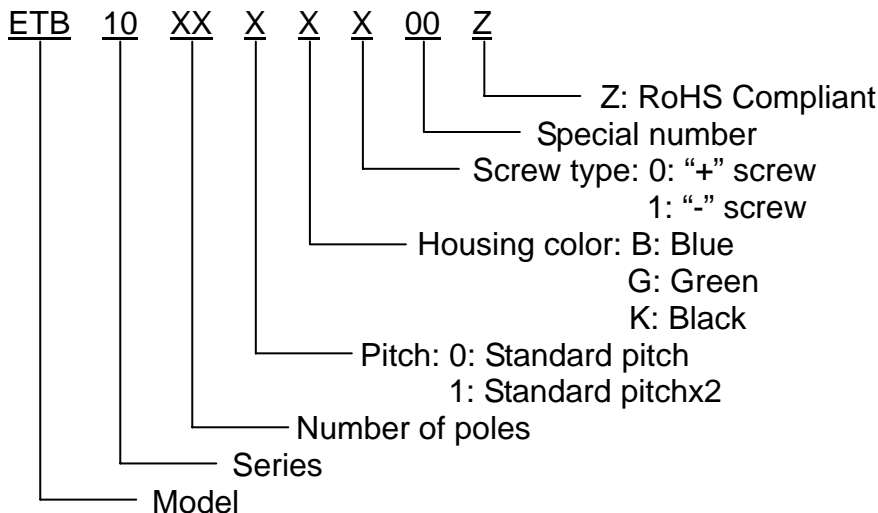 ETB 10 XX X X X 00 Z
Z: RoHS Compliant
Special number
Screw type: 0: “+” screw
1: “-” screw
Housing color: B: Blue
G: Green
K: Black
Pitch: 0: Standard pitch
1: Standard pitchx2
Number of poles
Series
Model